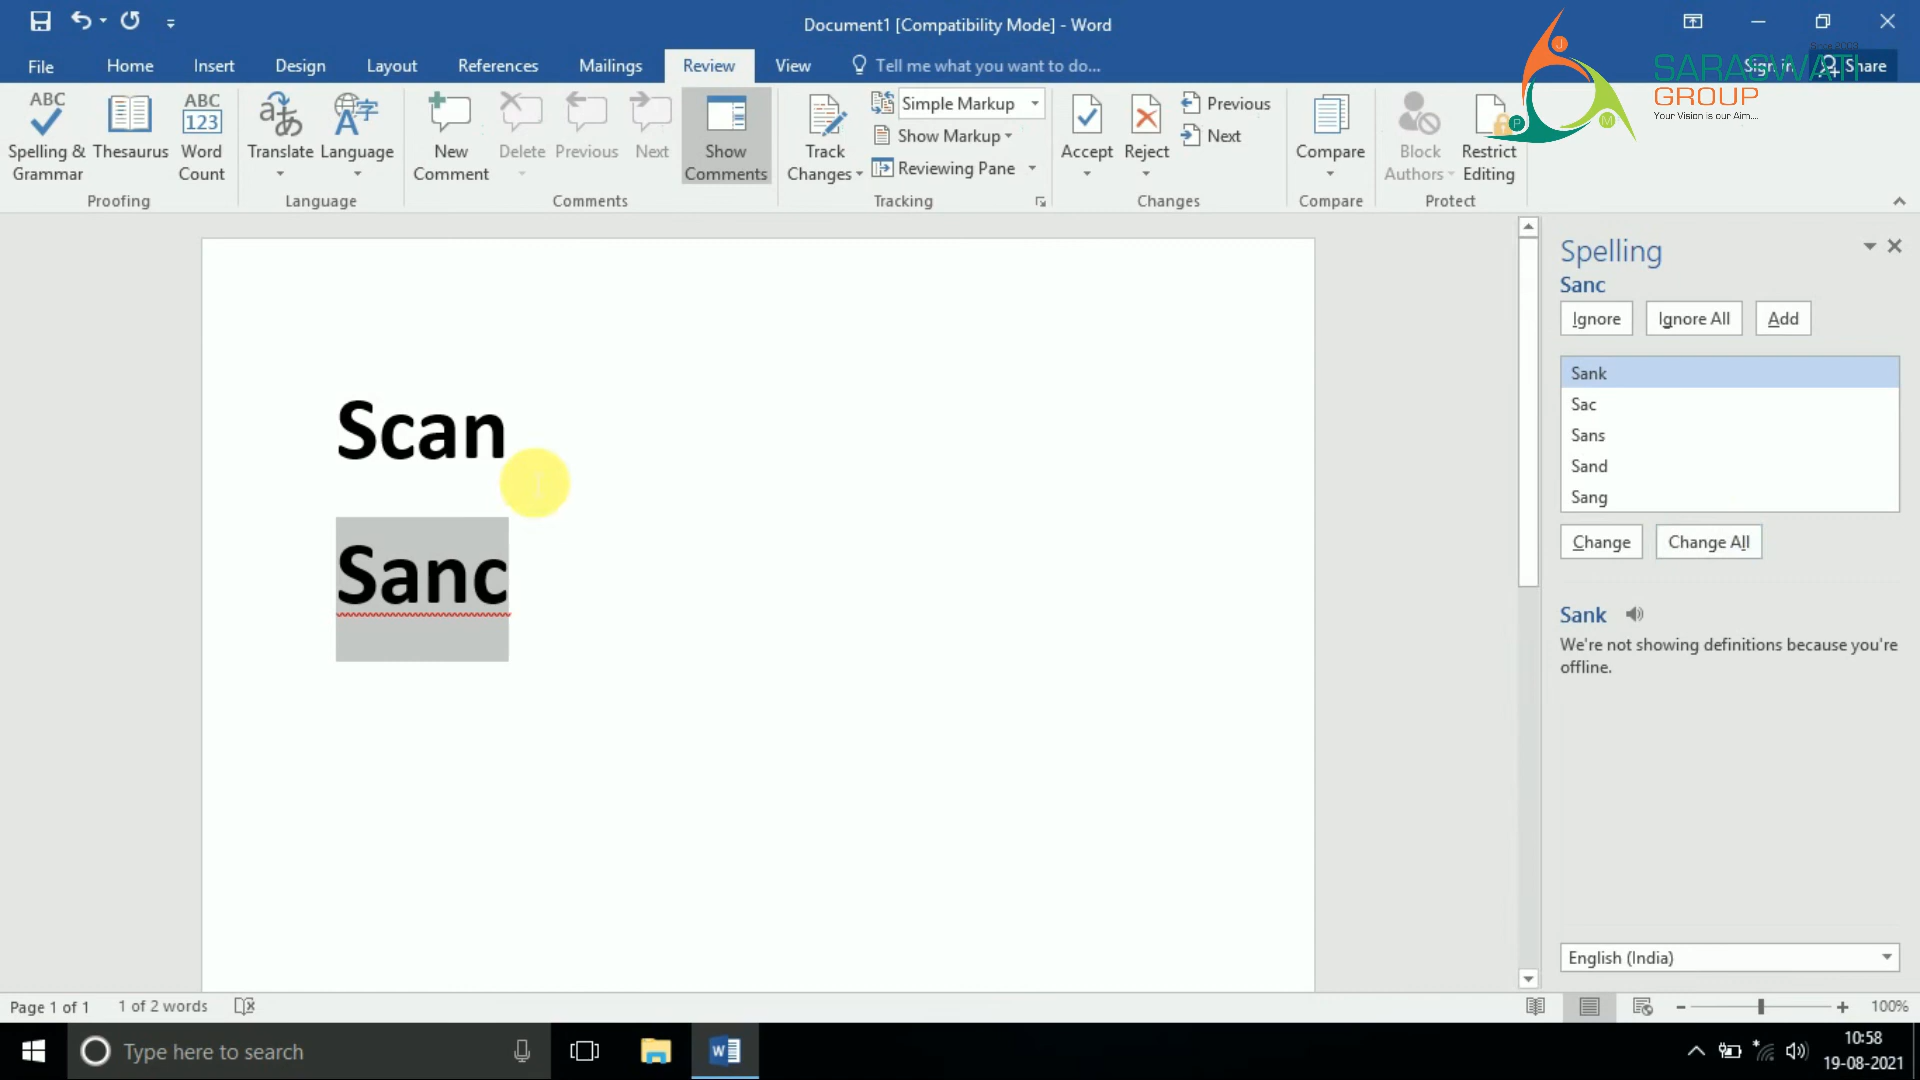 Document1 [Compatibility Mode] - Word
File Home Insert Design Layout References Mailings Review View Tell me what you want to do... Sign in Share
SARASWATI
GROUP
Your Vision is our Aim....
ABC
Spelling &
Grammar
Thesaurus
ABC
123
Word
Count
Proofing
Translate
Language
Language
New
Comment
Delete
Previous
Next
Show
Comments
Comments
Track
Changes
Simple Markup
Show Markup
Reviewing Pane
Tracking
Accept
Reject
Previous
Next
Changes
Compare
Compare
Block
Authors
Restrict
Editing
Protect
Scan
Sanc
Spelling
Sanc
Ignore Ignore All Add
Sank
Sac
Sans
Sand
Sang
Change Change All
Sank
We're not showing definitions because you're
offline.
English (India)
Page 1 of 1 1 of 2 words 100%
Type here to search
10:58
19-08-2021